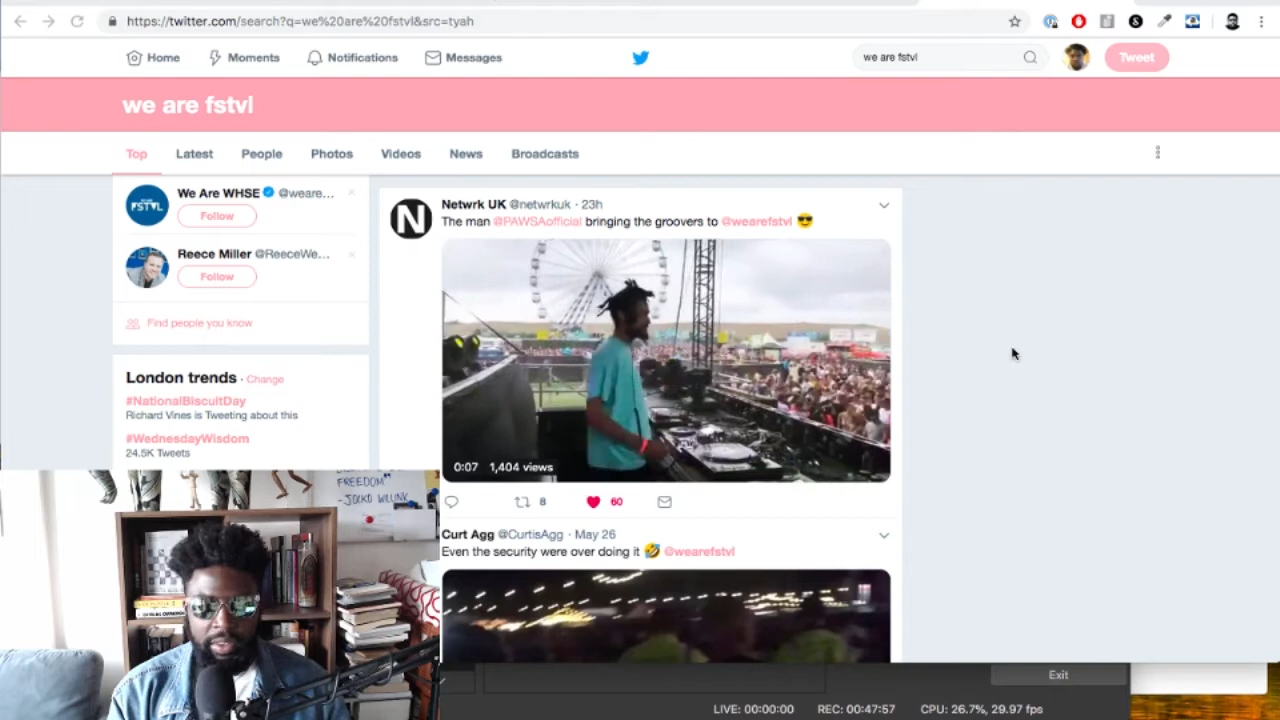 https://twitter.com/search?q=we%20are%20fstvl&src=tyah
Home Moments Notifications Messages
we are fstvl
Tweet
we are fstvl
Top Latest People Photos Videos News Broadcasts
FSTVL
We Are WHSE @weare...
Follow
Reece Miller @ReeceWe...
Follow
Find people you know
London trends · Change
#NationalBiscuitDay
Richard Vines is Tweeting about this
#WednesdayWisdom
24.5K Tweets
N
Netwrk UK @netwrkuk · 23h
The man @PAWSAofficial bringing the groovers to @wearefstvl 😎
0:07 1,404 views
8 60
Curt Agg @CurtisAgg · May 26
Even the security were over doing it 🤣 @wearefstvl
FREEDOM"
- JOCKO WILLINK
Exit
LIVE: 00:00:00 REC: 00:47:57 CPU: 26.7%, 29.97 fps